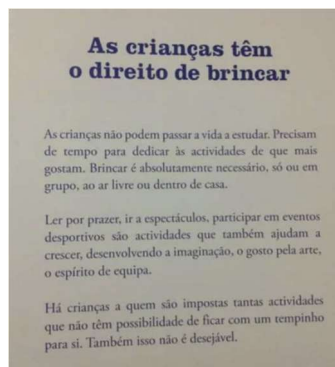 As crianças têm
o direito de brincar
As crianças não podem passar a vida a estudar. Precisam
de tempo para dedicar às actividades de que mais
gostam. Brincar é absolutamente necessário, só ou em
grupo, ao ar livre ou dentro de casa.
Ler por prazer, ir a espectáculos, participar em eventos
desportivos são actividades que também ajudam a
crescer, desenvolvendo a imaginação, o gosto pela arte,
o espírito de equipa.
Há crianças a quem são impostas tantas actividades
que não têm possibilidade de ficar com um tempinho
para si. Também isso não é desejável.